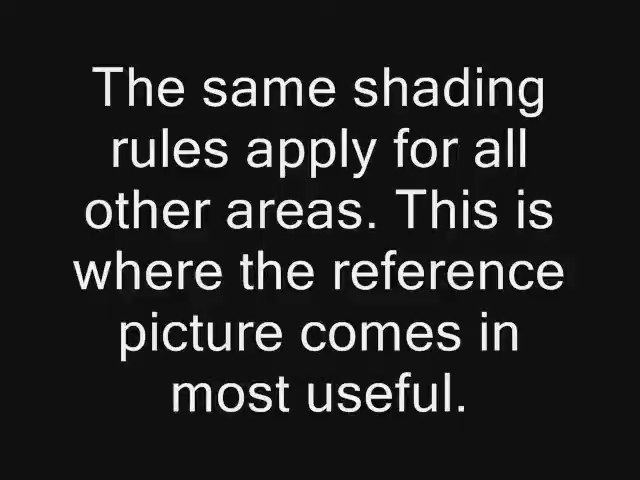 The same shading
rules apply for all
other areas. This is
where the reference
picture comes in
most useful.